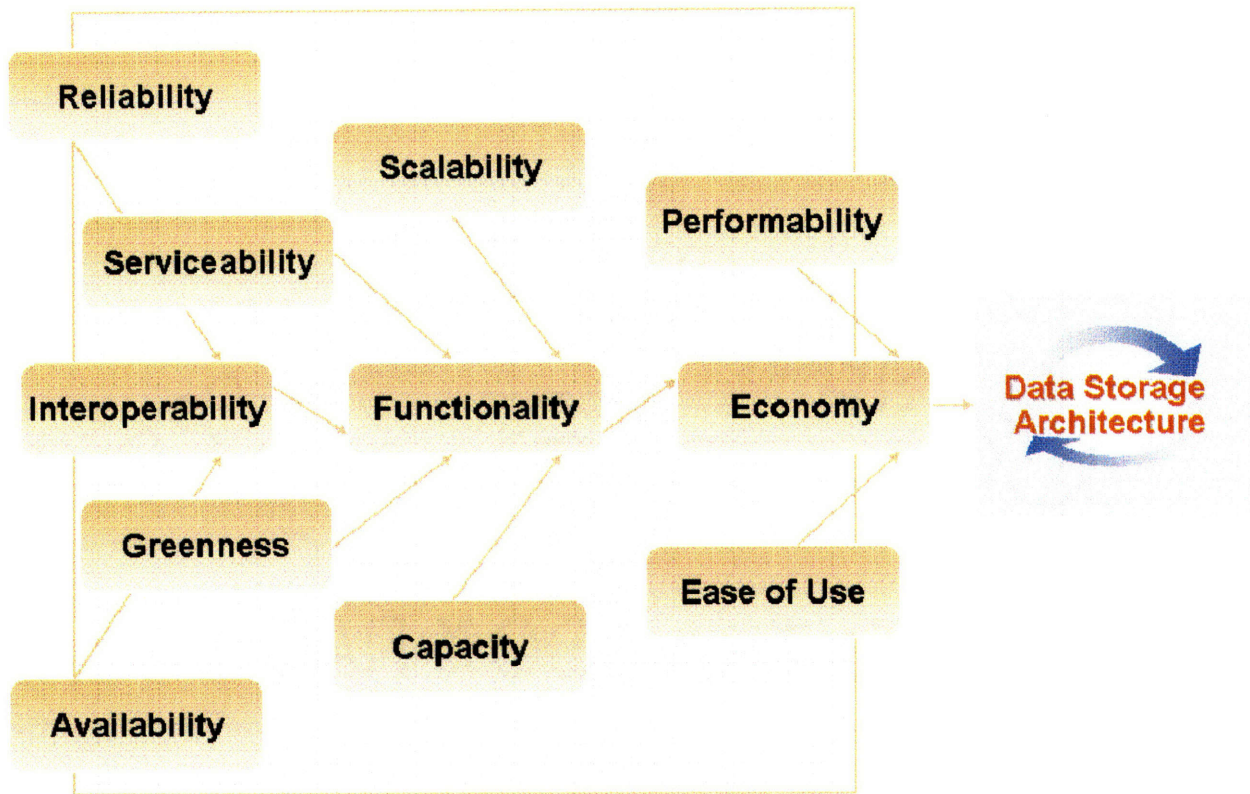 Reliability
Scalability
Performability
Serviceability
Interoperability
Functionality
Economy
Data Storage
Architecture
Greenness
Ease of Use
Capacity
Availability